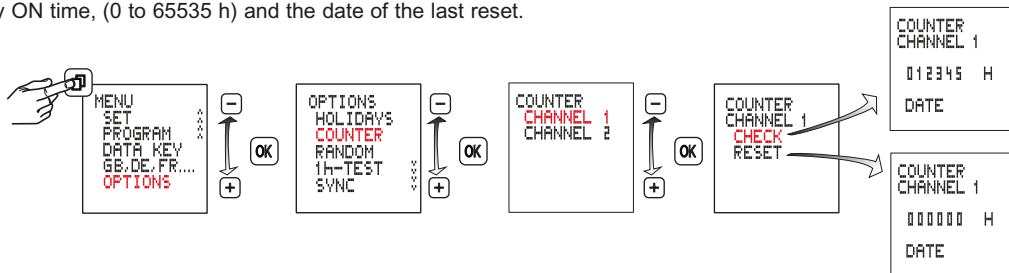 ON time, (0 to 65535 h) and the date of the last reset.
MENU
SET
PROGRAM
DATA KEY
GB,DE,FR....
OPTIONS
−
OK
+
OPTIONS
HOLIDAYS
COUNTER
RANDOM
1h-TEST
SYNC
−
OK
+
COUNTER
CHANNEL 1
CHANNEL 2
−
OK
+
COUNTER
CHANNEL 1
CHECK
RESET
COUNTER
CHANNEL 1
012345 H
DATE
COUNTER
CHANNEL 1
000000 H
DATE